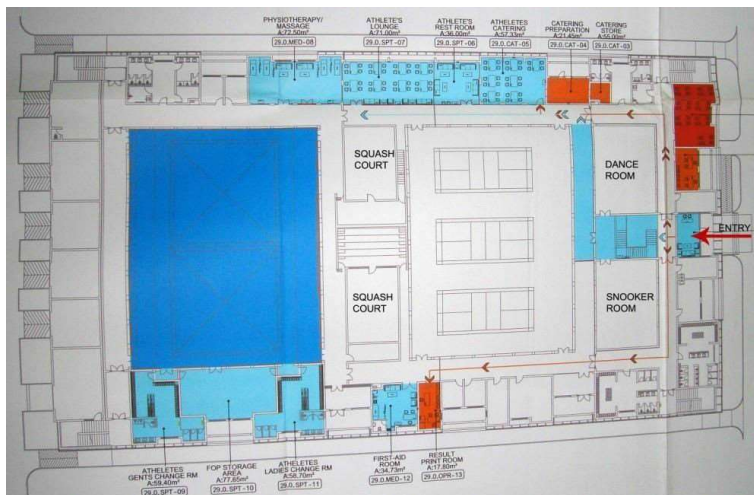 PHYSIOTHERAPY/
MASSAGE
A:72.50m²
29.0.MED-08
ATHLETE'S
LOUNGE
A:71.00m²
29.0.SPT-07
ATHLETE'S
REST ROOM
A:36.00m²
29.0.SPT-06
ATHELETES
CATERING
A:57.33m²
29.0.CAT-05
CATERING
PREPARATION
A:21.45m²
29.0.CAT-04
CATERING
STORE
29.0.CAT-03
SQUASH
COURT
DANCE
ROOM
ENTRY
SQUASH
COURT
SNOOKER
ROOM
ATHELETES
GENTS CHANGE RM
A:59.40m²
29.0.SPT-09
FOP STORAGE
AREA
A:77.65m²
29.0.SPT-10
ATHELETES
LADIES CHANGE RM
A:58.70m²
29.0.SPT-11
FIRST-AID
ROOM
A:34.73m²
29.0.MED-12
RESULT
PRINT ROOM
A:17.80m²
29.0.OPR-13